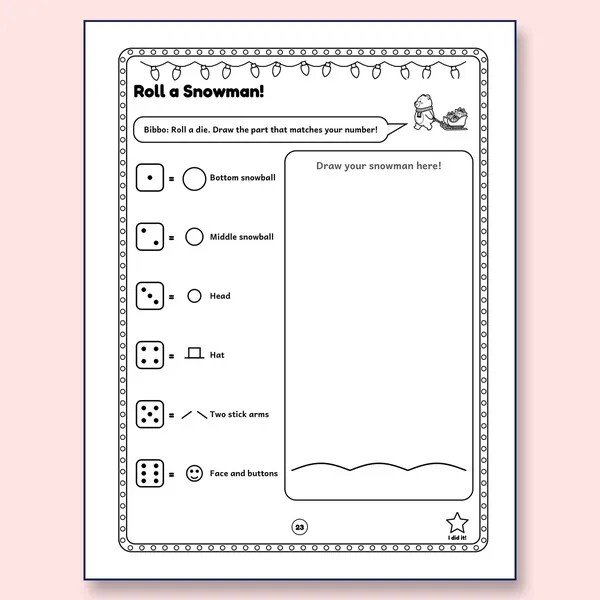 Roll a Snowman!
Bibbo: Roll a die. Draw the part that matches your number!
Draw your snowman here!
= Bottom snowball
= Middle snowball
= Head
= Hat
= Two stick arms
= Face and buttons
23
I did it!